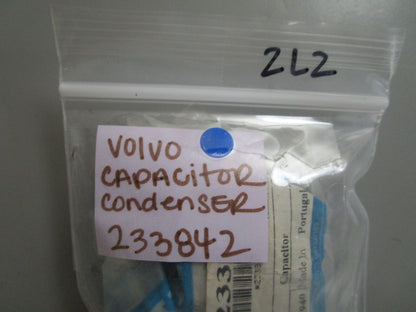 2L2
VOLVO
CAPACITOR
CondenSER
233842
Capacitor
Made in Portugal